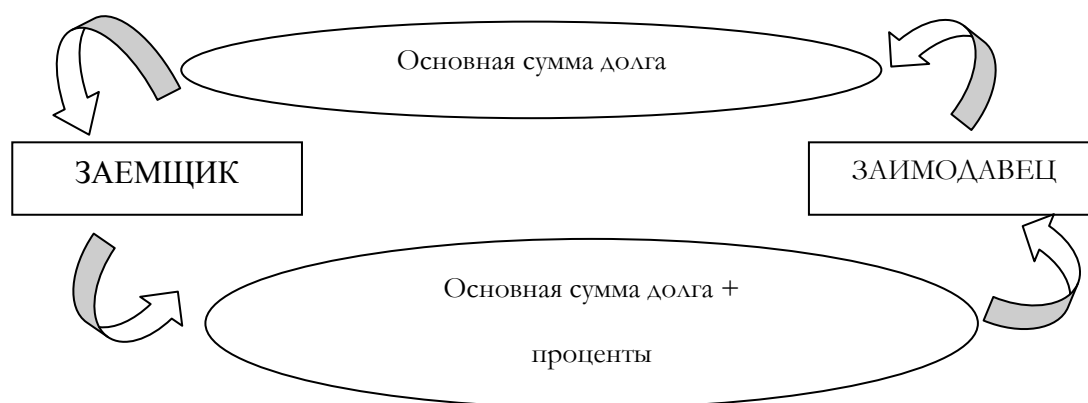 Основная сумма долга
ЗАЕМЩИК
ЗАИМОДАВЕЦ
Основная сумма долга +
проценты